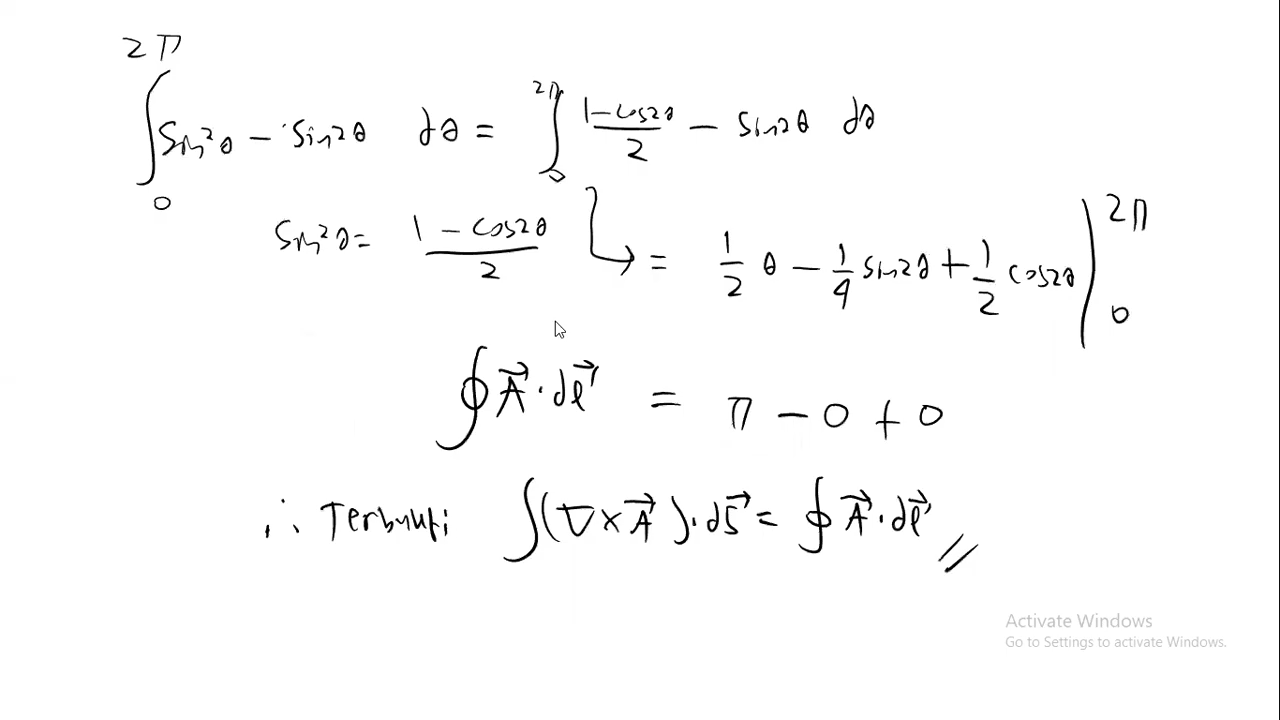 ∫₀^{2π} sin²θ − sin2θ dθ = ∫₀^{2π} (1−cos2θ)/2 − sin2θ dθ
sin²θ = (1 − cos2θ)/2 ↳ = 1/2 θ − 1/4 sin2θ + 1/2 cos2θ |₀^{2π}
∮ A⃗ · dℓ⃗ = π − 0 + 0
∴ Terbukti ∫(∇×A⃗)·dS⃗ = ∮ A⃗ · dℓ⃗ //
Activate Windows
Go to Settings to activate Windows.